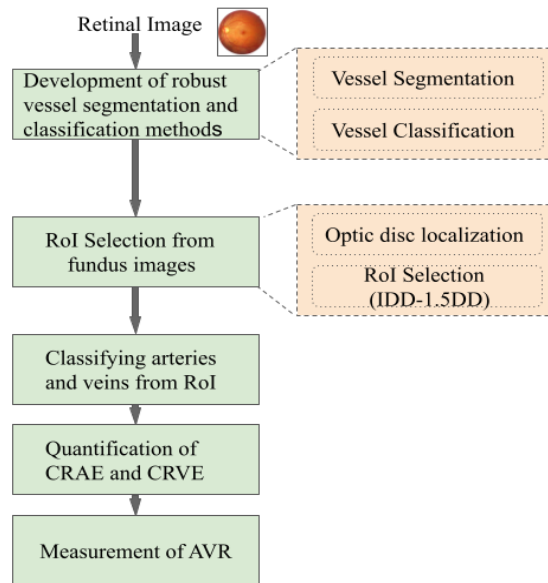 Retinal Image
Development of robust
vessel segmentation and
classification methods
Vessel Segmentation
Vessel Classification
RoI Selection from
fundus images
Optic disc localization
RoI Selection
(IDD-1.5DD)
Classifying arteries
and veins from RoI
Quantification of
CRAE and CRVE
Measurement of AVR